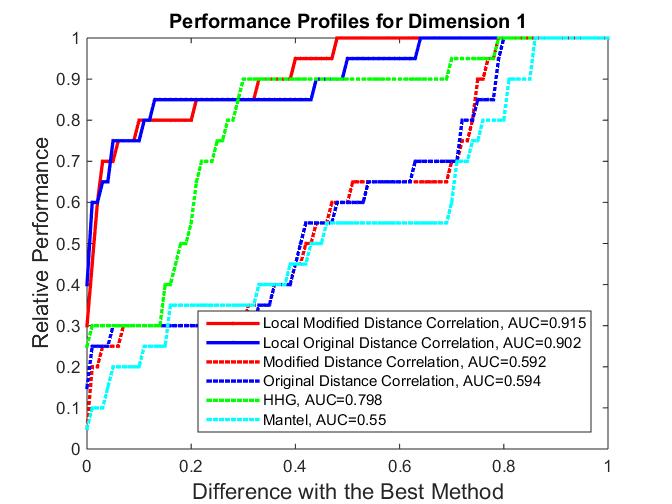 Performance Profiles for Dimension 1
1
0.9
0.8
0.7
0.6
0.5
0.4
0.3
0.2
0.1
0
Relative Performance
Local Modified Distance Correlation, AUC=0.915
Local Original Distance Correlation, AUC=0.902
Modified Distance Correlation, AUC=0.592
Original Distance Correlation, AUC=0.594
HHG, AUC=0.798
Mantel, AUC=0.55
0 0.2 0.4 0.6 0.8 1
Difference with the Best Method